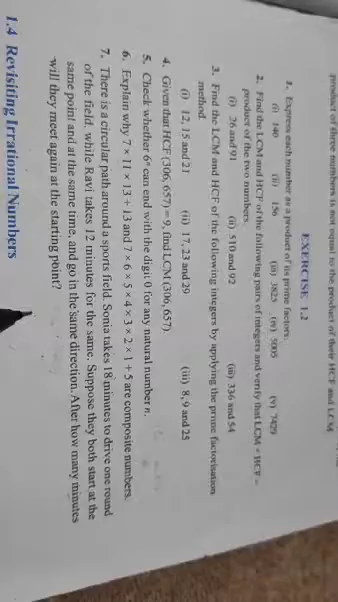 product of three numbers is not equal to the product of their HCF and LCM.
EXERCISE 1.2
1. Express each number as a product of its prime factors:
(i) 140 (ii) 156 (iii) 3825 (iv) 5005 (v) 7429
2. Find the LCM and HCF of the following pairs of integers and verify that LCM × HCF =
product of the two numbers.
(i) 26 and 91 (ii) 510 and 92 (iii) 336 and 54
3. Find the LCM and HCF of the following integers by applying the prime factorisation
method.
(i) 12, 15 and 21 (ii) 17, 23 and 29 (iii) 8, 9 and 25
4. Given that HCF (306, 657) = 9, find LCM (306, 657).
5. Check whether 6ⁿ can end with the digit 0 for any natural number n.
6. Explain why 7 × 11 × 13 + 13 and 7 × 6 × 5 × 4 × 3 × 2 × 1 + 5 are composite numbers.
7. There is a circular path around a sports field. Sonia takes 18 minutes to drive one round
of the field, while Ravi takes 12 minutes for the same. Suppose they both start at the
same point and at the same time, and go in the same direction. After how many minutes
will they meet again at the starting point?
1.4 Revisiting Irrational Numbers